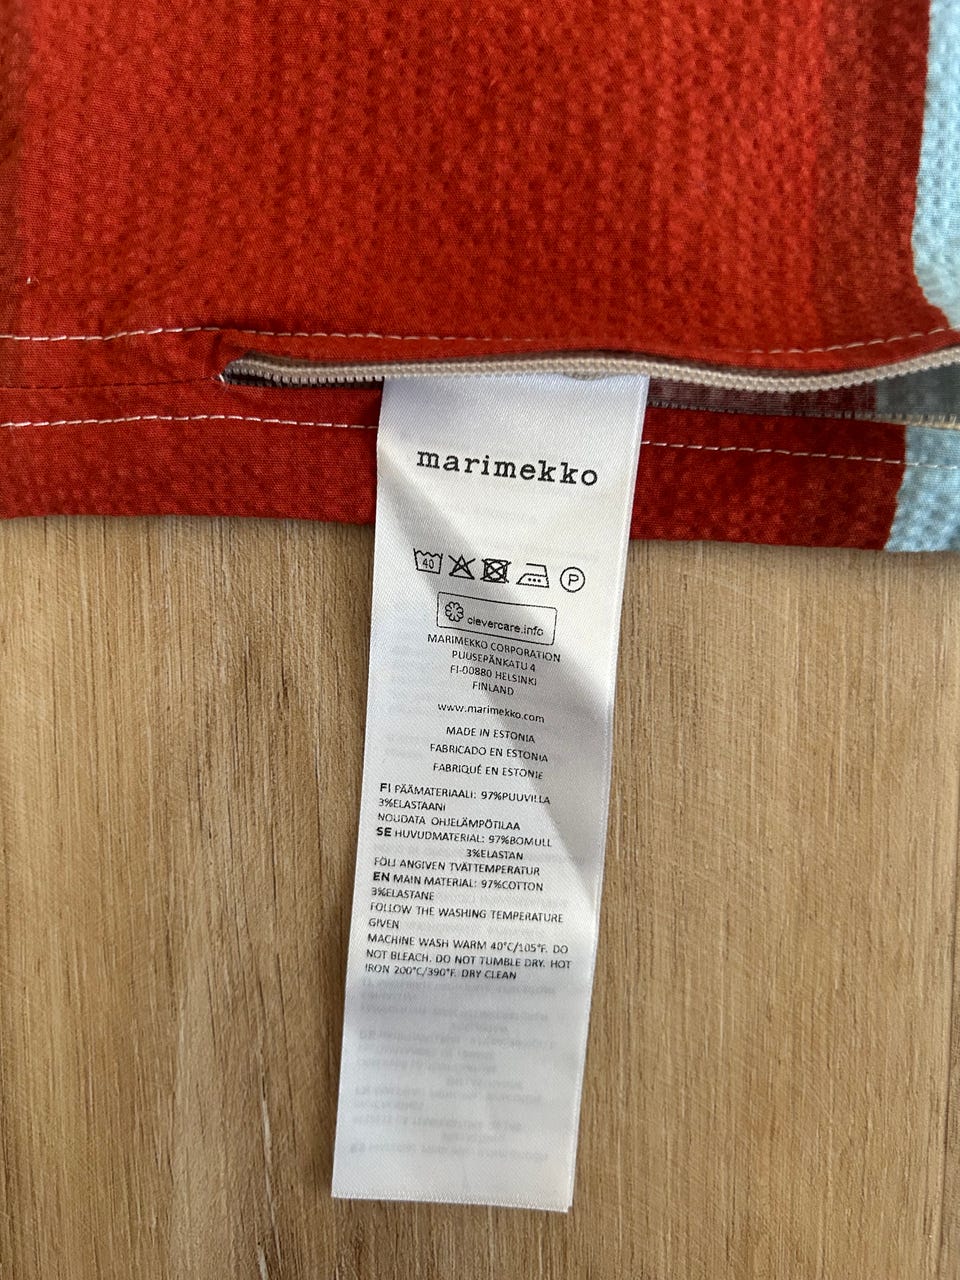 marimekko
40 P
clevercare.info
MARIMEKKO CORPORATION
PUUSEPÄNKATU 4
FI-00880 HELSINKI
FINLAND
www.marimekko.com
MADE IN ESTONIA
FABRICADO EN ESTONIA
FABRIQUÉ EN ESTONIE
FI PÄÄMATERIAALI: 97%PUUVILLA
3%ELASTAANI
NOUDATA OHJELÄMPÖTILAA
SE HUVUDMATERIAL: 97%BOMULL
3%ELASTAN
FÖLJ ANGIVEN TVÄTTEMPERATUR
EN MAIN MATERIAL: 97%COTTON
3%ELASTANE
FOLLOW THE WASHING TEMPERATURE
GIVEN
MACHINE WASH WARM 40°C/105°F. DO
NOT BLEACH. DO NOT TUMBLE DRY. HOT
IRON 200°C/390°F. DRY CLEAN